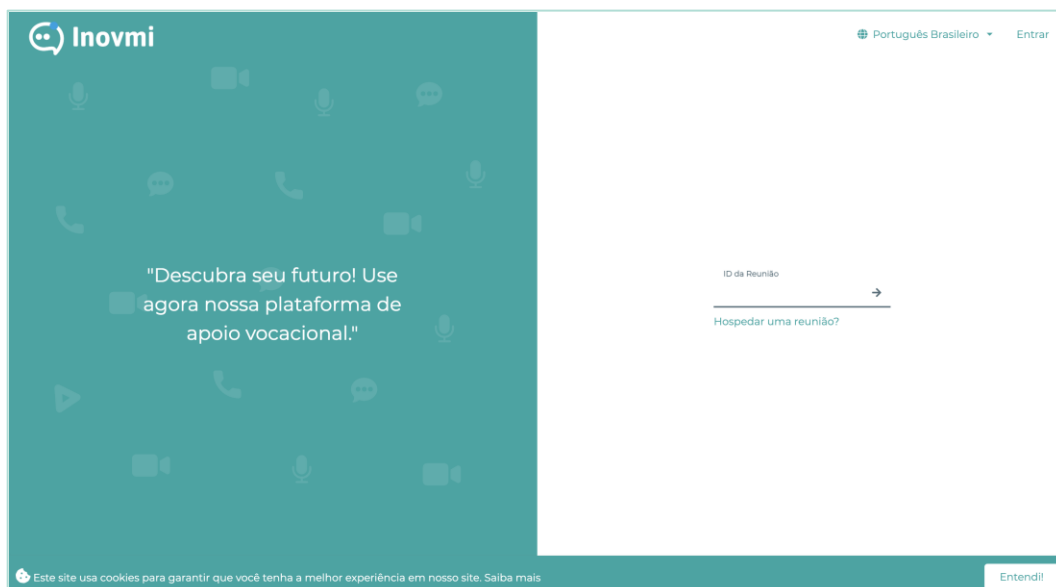 Inovmi
Português Brasileiro
Entrar
"Descubra seu futuro! Use
agora nossa plataforma de
apoio vocacional."
ID da Reunião
Hospedar uma reunião?
Este site usa cookies para garantir que você tenha a melhor experiência em nosso site. Saiba mais
Entendi!